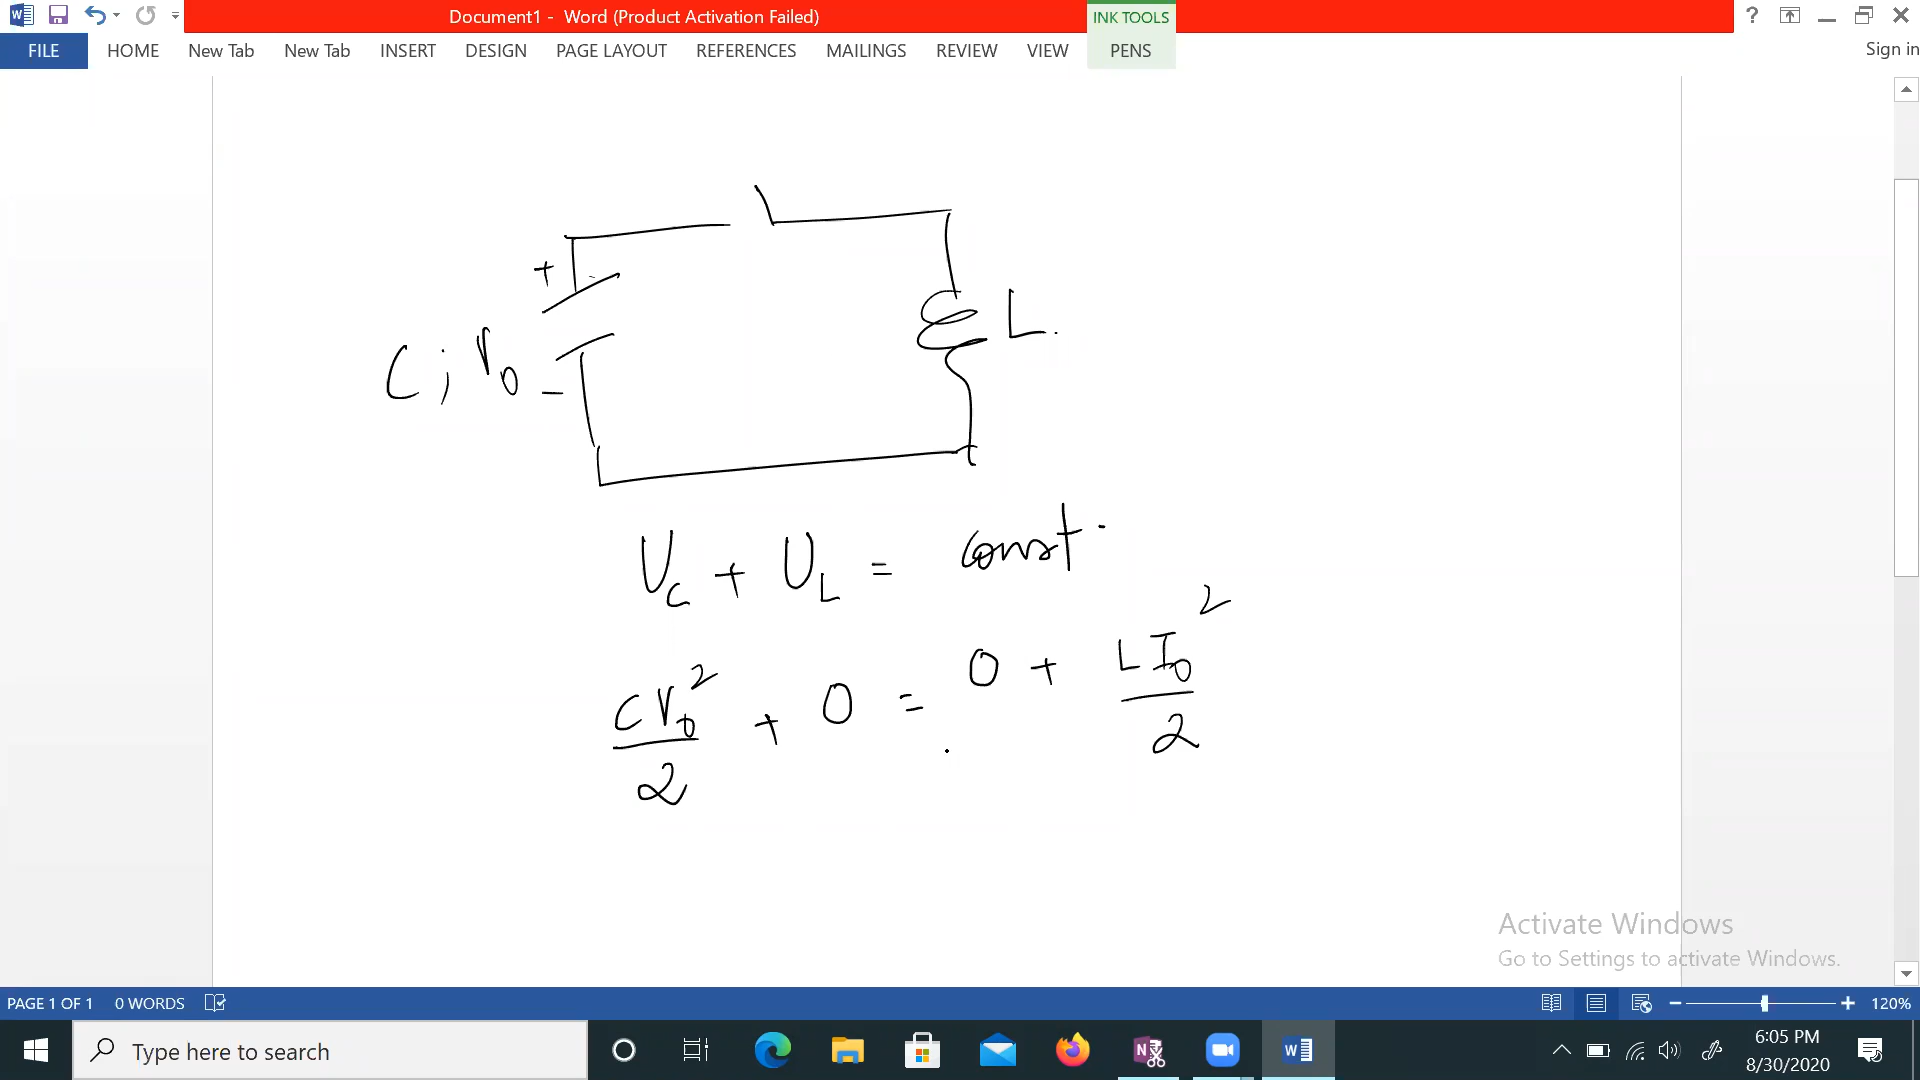 Document1 - Word (Product Activation Failed)
INK TOOLS
?
FILE HOME New Tab New Tab INSERT DESIGN PAGE LAYOUT REFERENCES MAILINGS REVIEW VIEW PENS Sign in
+
C; V₀
-
L.
U_C + U_L = const.
CV₀²/2 + 0 = 0 + LI₀²/2
Activate Windows
Go to Settings to activate Windows.
PAGE 1 OF 1 0 WORDS 120%
Type here to search
6:05 PM
8/30/2020